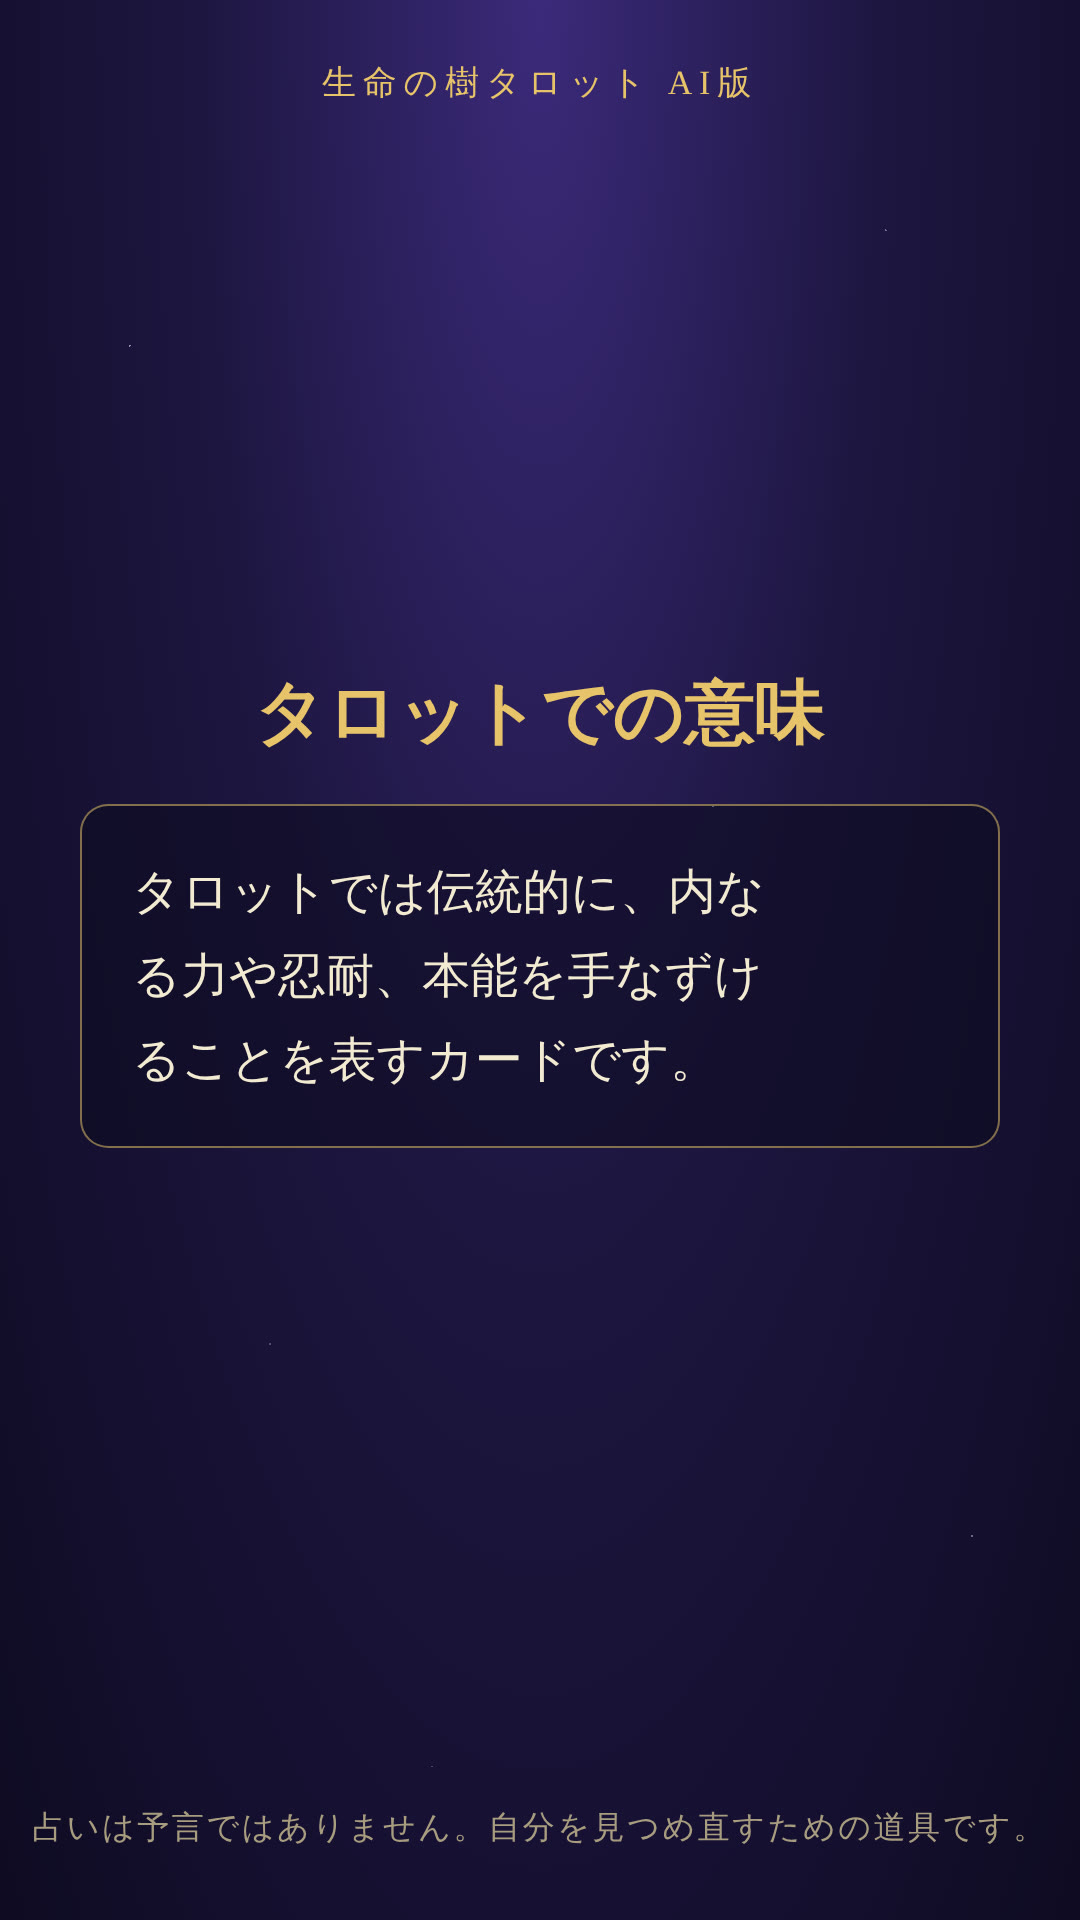 生命の樹タロット AI版
タロットでの意味
タロットでは伝統的に、内な
る力や忍耐、本能を手なずけ
ることを表すカードです。
占いは予言ではありません。自分を見つめ直すための道具です。